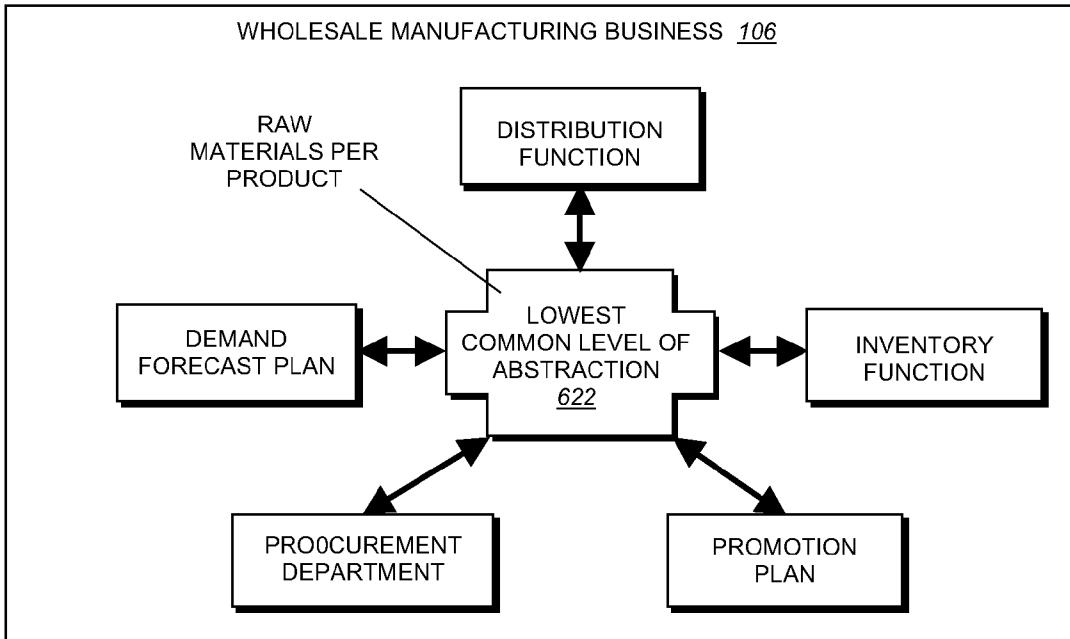 WHOLESALE MANUFACTURING BUSINESS 106
RAW
MATERIALS PER
PRODUCT
DISTRIBUTION
FUNCTION
DEMAND
FORECAST PLAN
LOWEST
COMMON LEVEL OF
ABSTRACTION
622
INVENTORY
FUNCTION
PRO0CUREMENT
DEPARTMENT
PROMOTION
PLAN